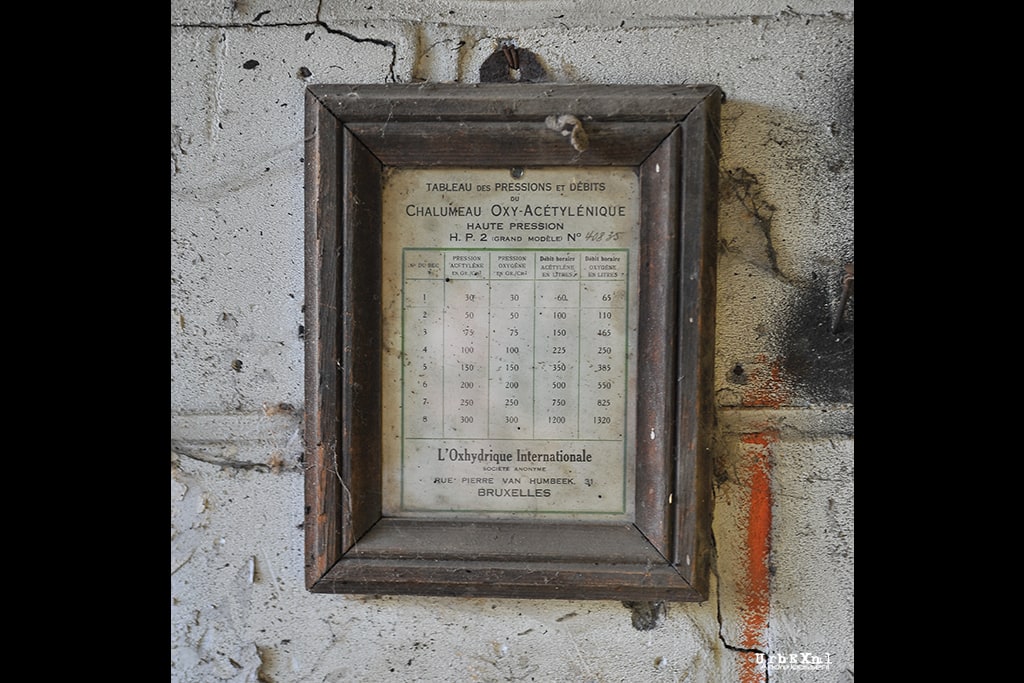 TABLEAU DES PRESSIONS ET DÉBITS
DU
CHALUMEAU OXY-ACÉTYLÉNIQUE
HAUTE PRESSION
H. P. 2 (GRAND MODÈLE) Nº 40835
Nº DU BEC PRESSION ACÉTYLÈNE EN GR/CM² PRESSION OXYGÈNE EN GR/CM² Débit horaire ACÉTYLÈNE EN LITRES Débit horaire OXYGÈNE EN LITRES
1 30 30 60 65
2 50 50 100 110
3 75 75 150 465
4 100 100 225 250
5 150 150 350 385
6 200 200 500 550
7 250 250 750 825
8 300 300 1200 1320
L'Oxhydrique Internationale
SOCIÉTÉ ANONYME
RUE PIERRE VAN HUMBEEK, 31
BRUXELLES
UrbEXnl